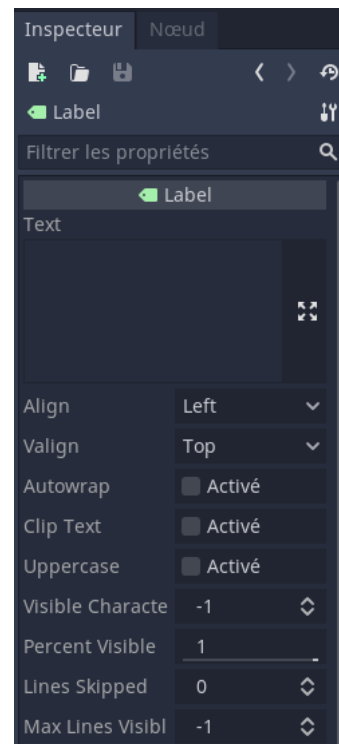 Inspecteur Nœud
Label
Filtrer les propriétés
Label
Text
Align Left
Valign Top
Autowrap Activé
Clip Text Activé
Uppercase Activé
Visible Characte -1
Percent Visible 1
Lines Skipped 0
Max Lines Visibl -1